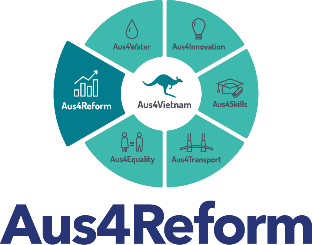 Aus4Water
Aus4Innovation
Aus4Reform
Aus4Vietnam
Aus4Skills
Aus4Equality
Aus4Transport
Aus4Reform